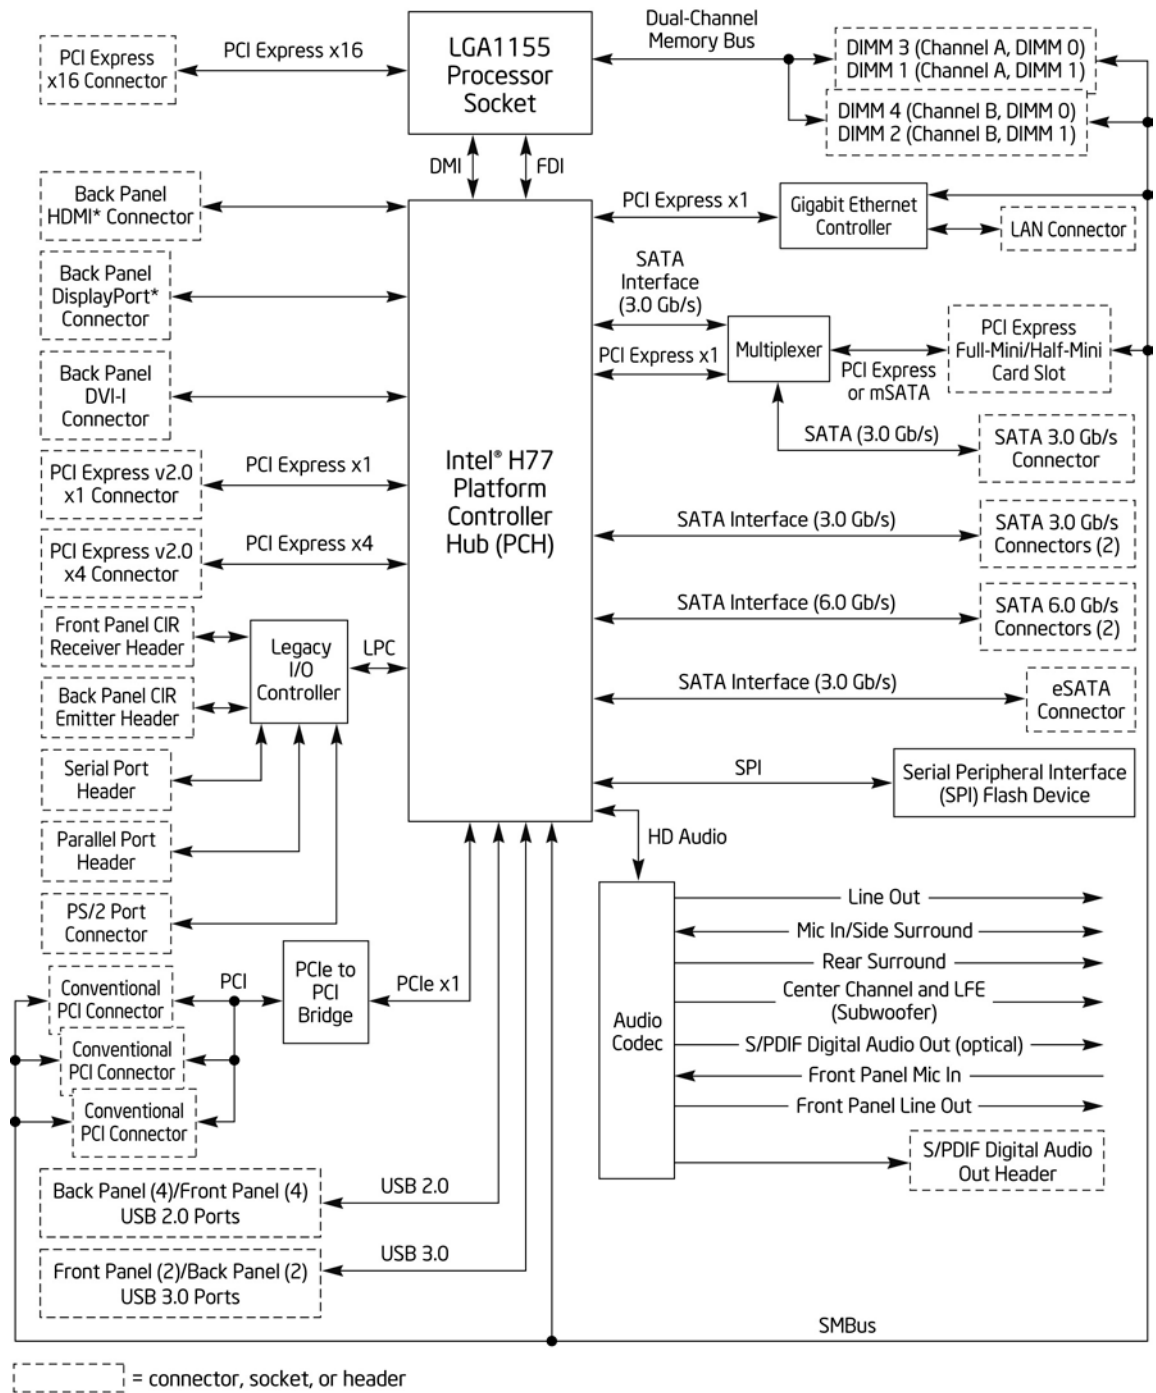 PCI Express
x16 Connector
PCI Express x16
LGA1155
Processor
Socket
Dual-Channel
Memory Bus
DIMM 3 (Channel A, DIMM 0)
DIMM 1 (Channel A, DIMM 1)
DIMM 4 (Channel B, DIMM 0)
DIMM 2 (Channel B, DIMM 1)
DMI
FDI
Back Panel
HDMI* Connector
Back Panel
DisplayPort*
Connector
Back Panel
DVI-I
Connector
PCI Express v2.0
x1 Connector
PCI Express x1
PCI Express v2.0
x4 Connector
PCI Express x4
Front Panel CIR
Receiver Header
Back Panel CIR
Emitter Header
Legacy
I/O
Controller
LPC
Serial Port
Header
Parallel Port
Header
PS/2 Port
Connector
Intel® H77
Platform
Controller
Hub (PCH)
PCI Express x1
Gigabit Ethernet
Controller
LAN Connector
SATA
Interface
(3.0 Gb/s)
PCI Express x1
Multiplexer
PCI Express
or mSATA
PCI Express
Full-Mini/Half-Mini
Card Slot
SATA (3.0 Gb/s)
SATA 3.0 Gb/s
Connector
SATA Interface (3.0 Gb/s)
SATA 3.0 Gb/s
Connectors (2)
SATA Interface (6.0 Gb/s)
SATA 6.0 Gb/s
Connectors (2)
SATA Interface (3.0 Gb/s)
eSATA
Connector
SPI
Serial Peripheral Interface
(SPI) Flash Device
HD Audio
Audio
Codec
Line Out
Mic In/Side Surround
Rear Surround
Center Channel and LFE
(Subwoofer)
S/PDIF Digital Audio Out (optical)
Front Panel Mic In
Front Panel Line Out
S/PDIF Digital Audio
Out Header
Conventional
PCI Connector
Conventional
PCI Connector
Conventional
PCI Connector
PCI
PCIe to
PCI
Bridge
PCIe x1
Back Panel (4)/Front Panel (4)
USB 2.0 Ports
USB 2.0
Front Panel (2)/Back Panel (2)
USB 3.0 Ports
USB 3.0
SMBus
= connector, socket, or header